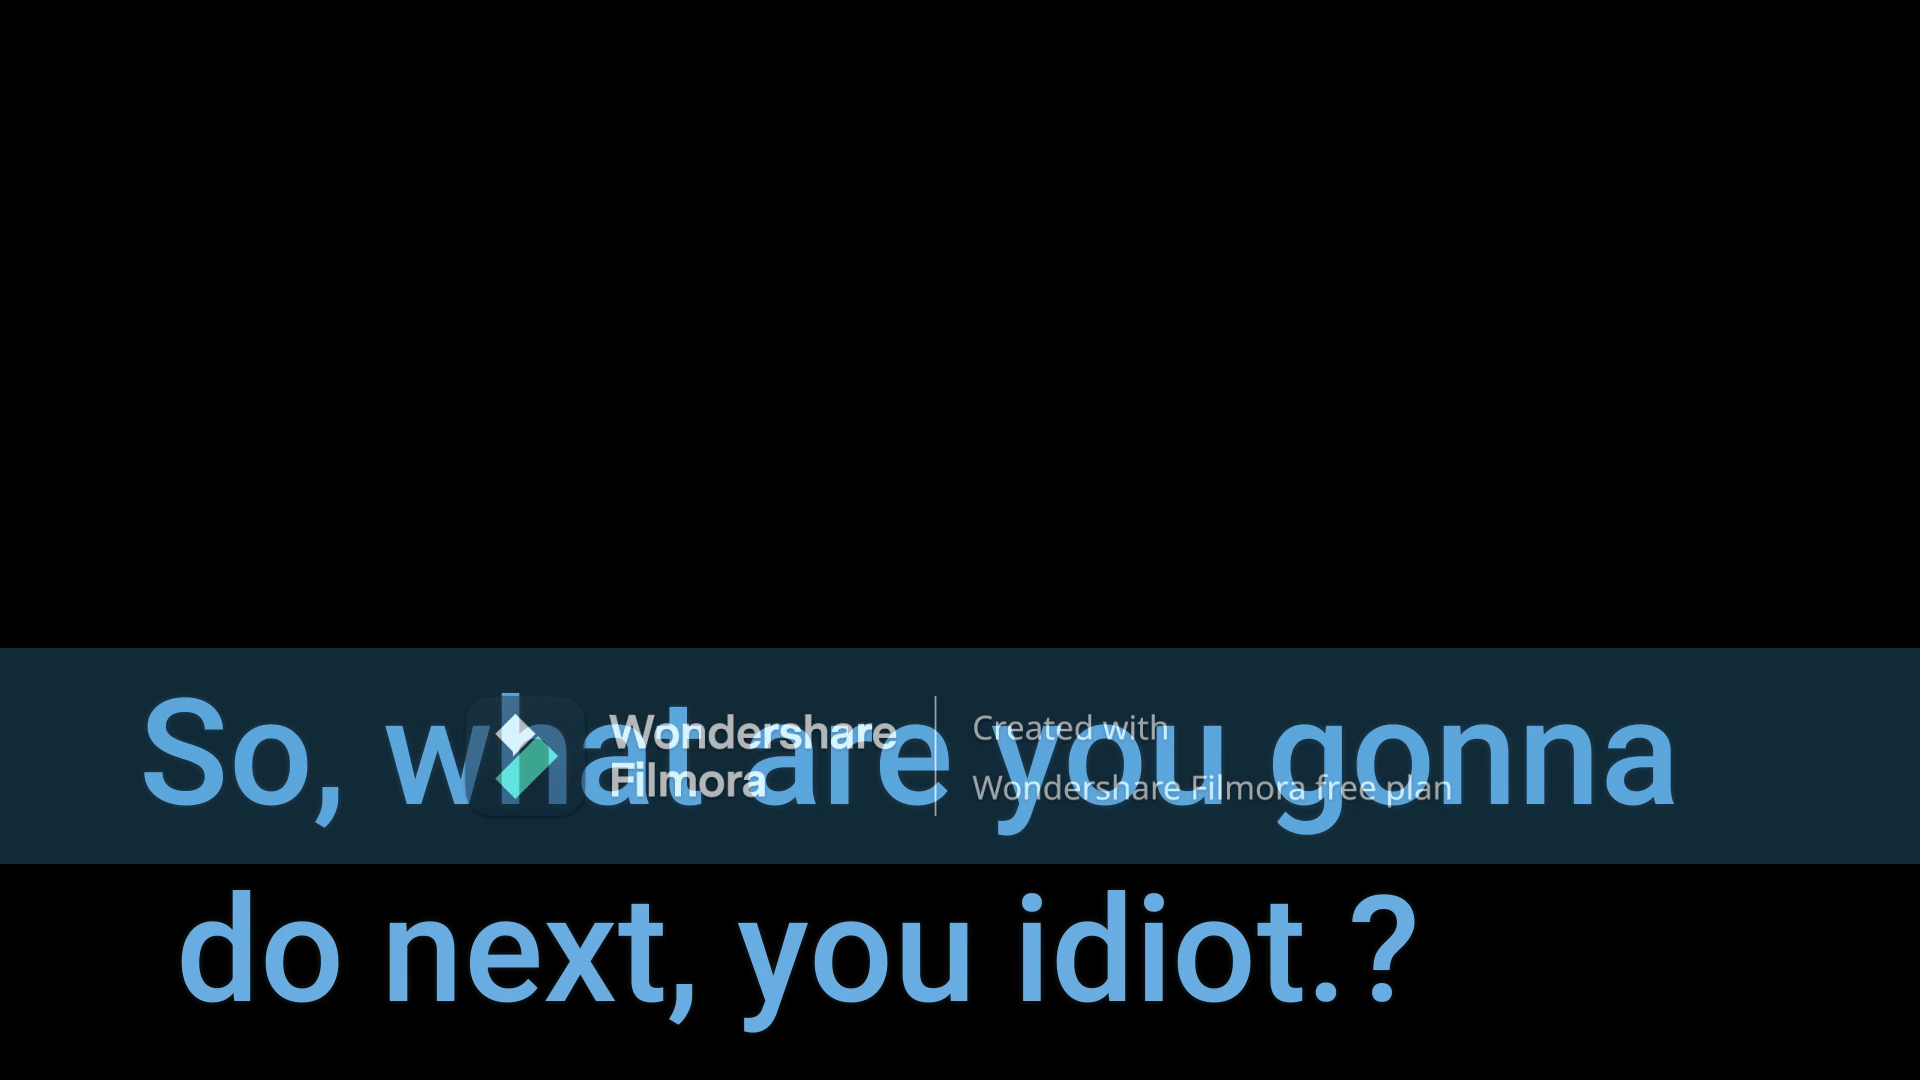 So, what are you gonna
do next, you idiot.?
Wondershare
Filmora
Created with
Wondershare Filmora free plan